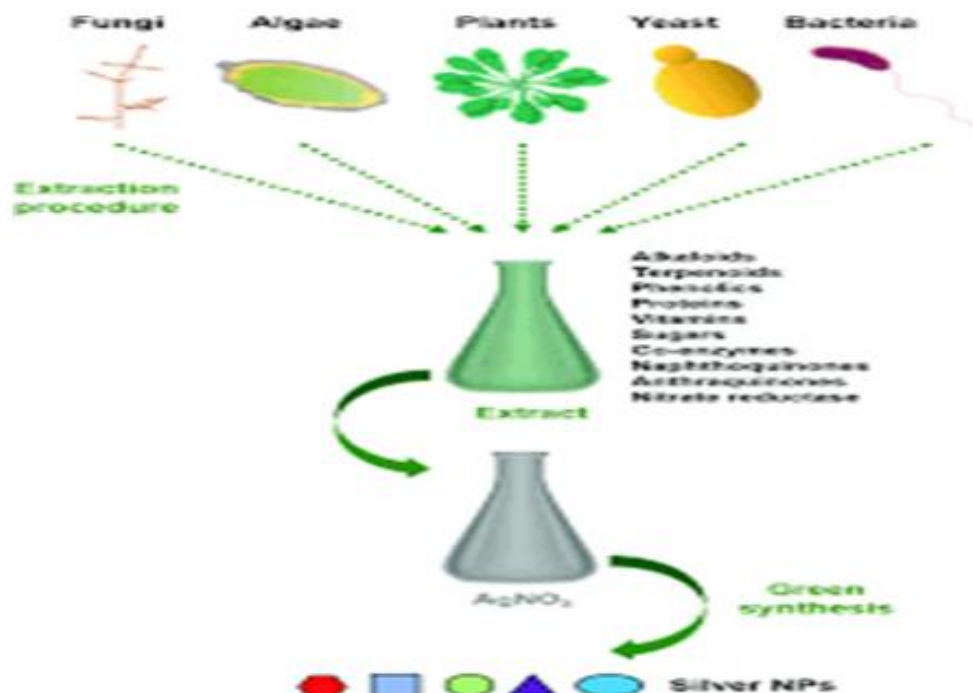 Fungi Algae Plants Yeast Bacteria
Extraction
procedure
Alkaloids
Terpenoids
Phenolics
Proteins
Vitamins
Sugars
Co-enzymes
Naphthoquinones
Anthraquinones
Nitrate reductase
Extract
AgNO₃
Green
synthesis
Silver NPs